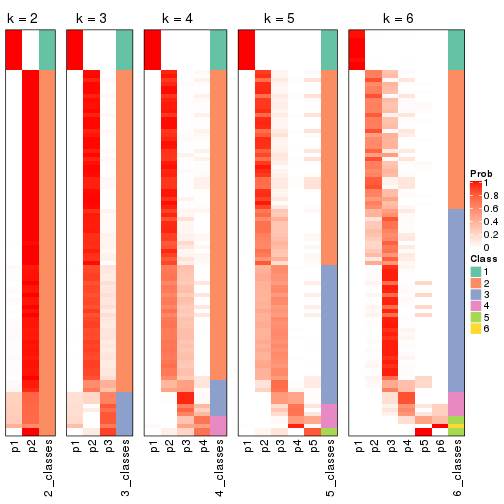 k = 2
k = 3
k = 4
k = 5
k = 6
Prob
1
0.8
0.6
0.4
0.2
0
Class
1
2
3
4
5
6
p1
p2
2_classes
p1
p2
p3
3_classes
p1
p2
p3
p4
4_classes
p1
p2
p3
p4
p5
5_classes
p1
p2
p3
p4
p5
p6
6_classes